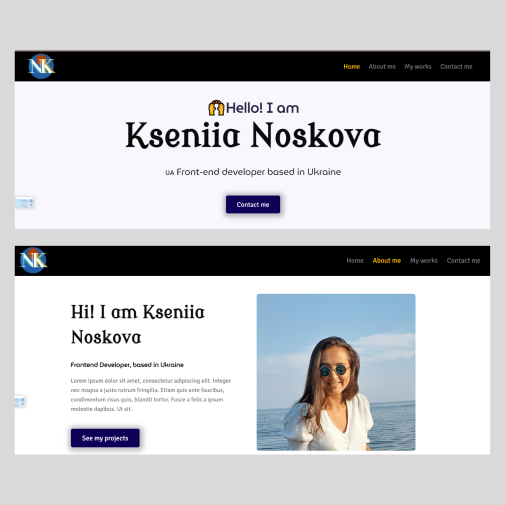 NK
Home About me My works Contact me
Hello! I am
Kseniia Noskova
UA Front-end developer based in Ukraine
Contact me
NK
Home About me My works Contact me
Hi! I am Kseniia
Noskova
Frontend Developer, based in Ukraine
Lorem ipsum dolor sit amet, consectetur adipiscing elit. Integer
nec magna a justo rutrum fringilla. Etiam quis ante faucibus,
condimentum risus quis, blandit tortor. Fusce a felis a ipsum
molestie dapibus. Ut sit.
See my projects